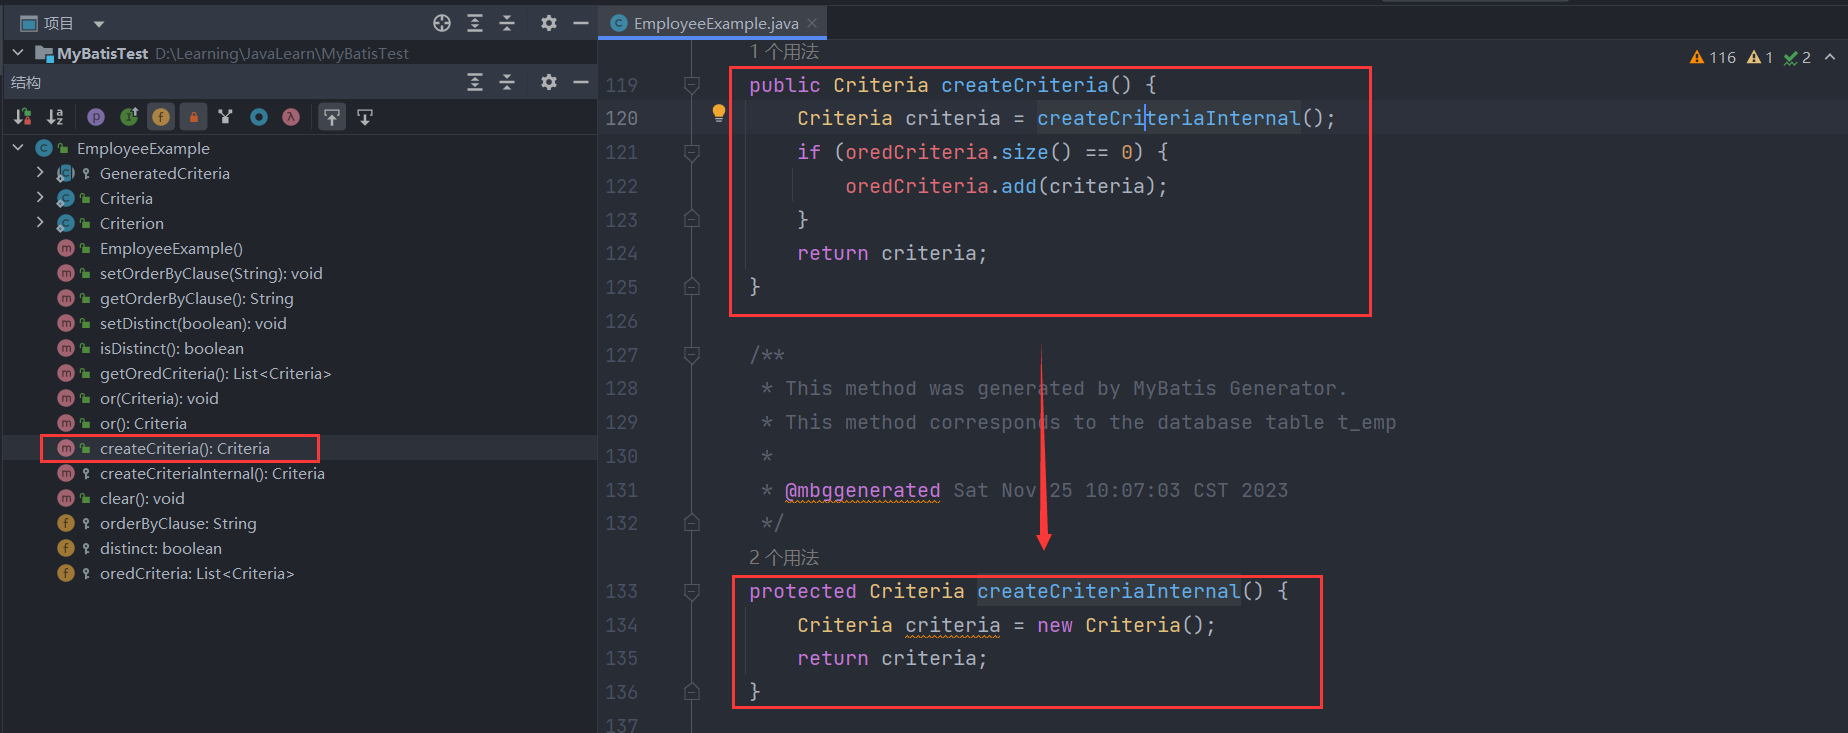 项目
MyBatisTest D:\Learning\JavaLearn\MyBatisTest
结构
EmployeeExample
GeneratedCriteria
Criteria
Criterion
EmployeeExample()
setOrderByClause(String): void
getOrderByClause(): String
setDistinct(boolean): void
isDistinct(): boolean
getOredCriteria(): List<Criteria>
or(Criteria): void
or(): Criteria
createCriteria(): Criteria
createCriteriaInternal(): Criteria
clear(): void
orderByClause: String
distinct: boolean
oredCriteria: List<Criteria>
EmployeeExample.java
116 1 2
1 个用法
119 public Criteria createCriteria() {
120 Criteria criteria = createCriteriaInternal();
121 if (oredCriteria.size() == 0) {
122 oredCriteria.add(criteria);
123 }
124 return criteria;
125 }
126
127 /**
128 * This method was generated by MyBatis Generator.
129 * This method corresponds to the database table t_emp
130 *
131 * @mbggenerated Sat Nov 25 10:07:03 CST 2023
132 */
2 个用法
133 protected Criteria createCriteriaInternal() {
134 Criteria criteria = new Criteria();
135 return criteria;
136 }
137